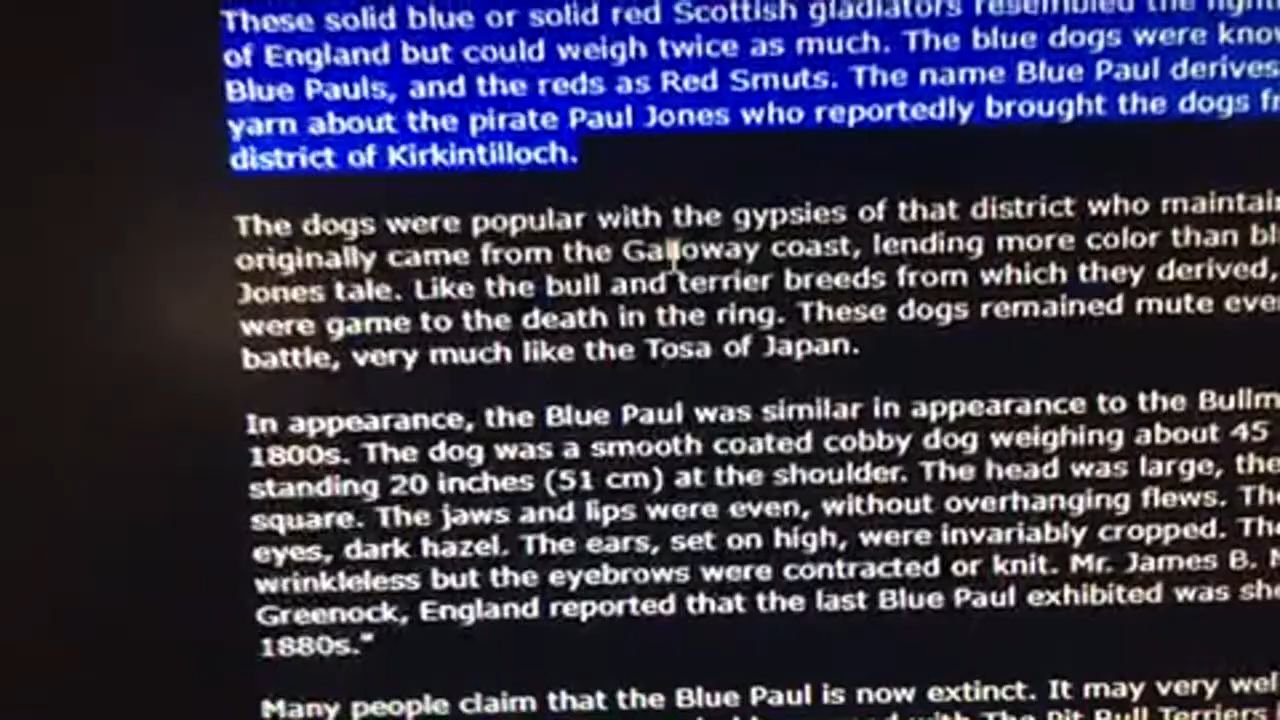 These solid blue or solid red Scottish gladiators resembled the
of England but could weigh twice as much. The blue dogs were
Blue Pauls, and the reds as Red Smuts. The name Blue Paul derives
yarn about the pirate Paul Jones who reportedly brought the dogs
district of Kirkintilloch.
The dogs were popular with the gypsies of that district who
originally came from the Galloway coast, lending more color than
Jones tale. Like the bull and terrier breeds from which they derived,
were game to the death in the ring. These dogs remained mute
battle, very much like the Tosa of Japan.
In appearance, the Blue Paul was similar in appearance to the
1800s. The dog was a smooth coated cobby dog weighing about 45
standing 20 inches (51 cm) at the shoulder. The head was large,
square. The jaws and lips were even, without overhanging flews.
eyes, dark hazel. The ears, set on high, were invariably cropped.
wrinkleless but the eyebrows were contracted or knit. Mr. James B.
Greenock, England reported that the last Blue Paul exhibited was
1880s."
Many people claim that the Blue Paul is now extinct. It may very
with The Pit Bull Terriers